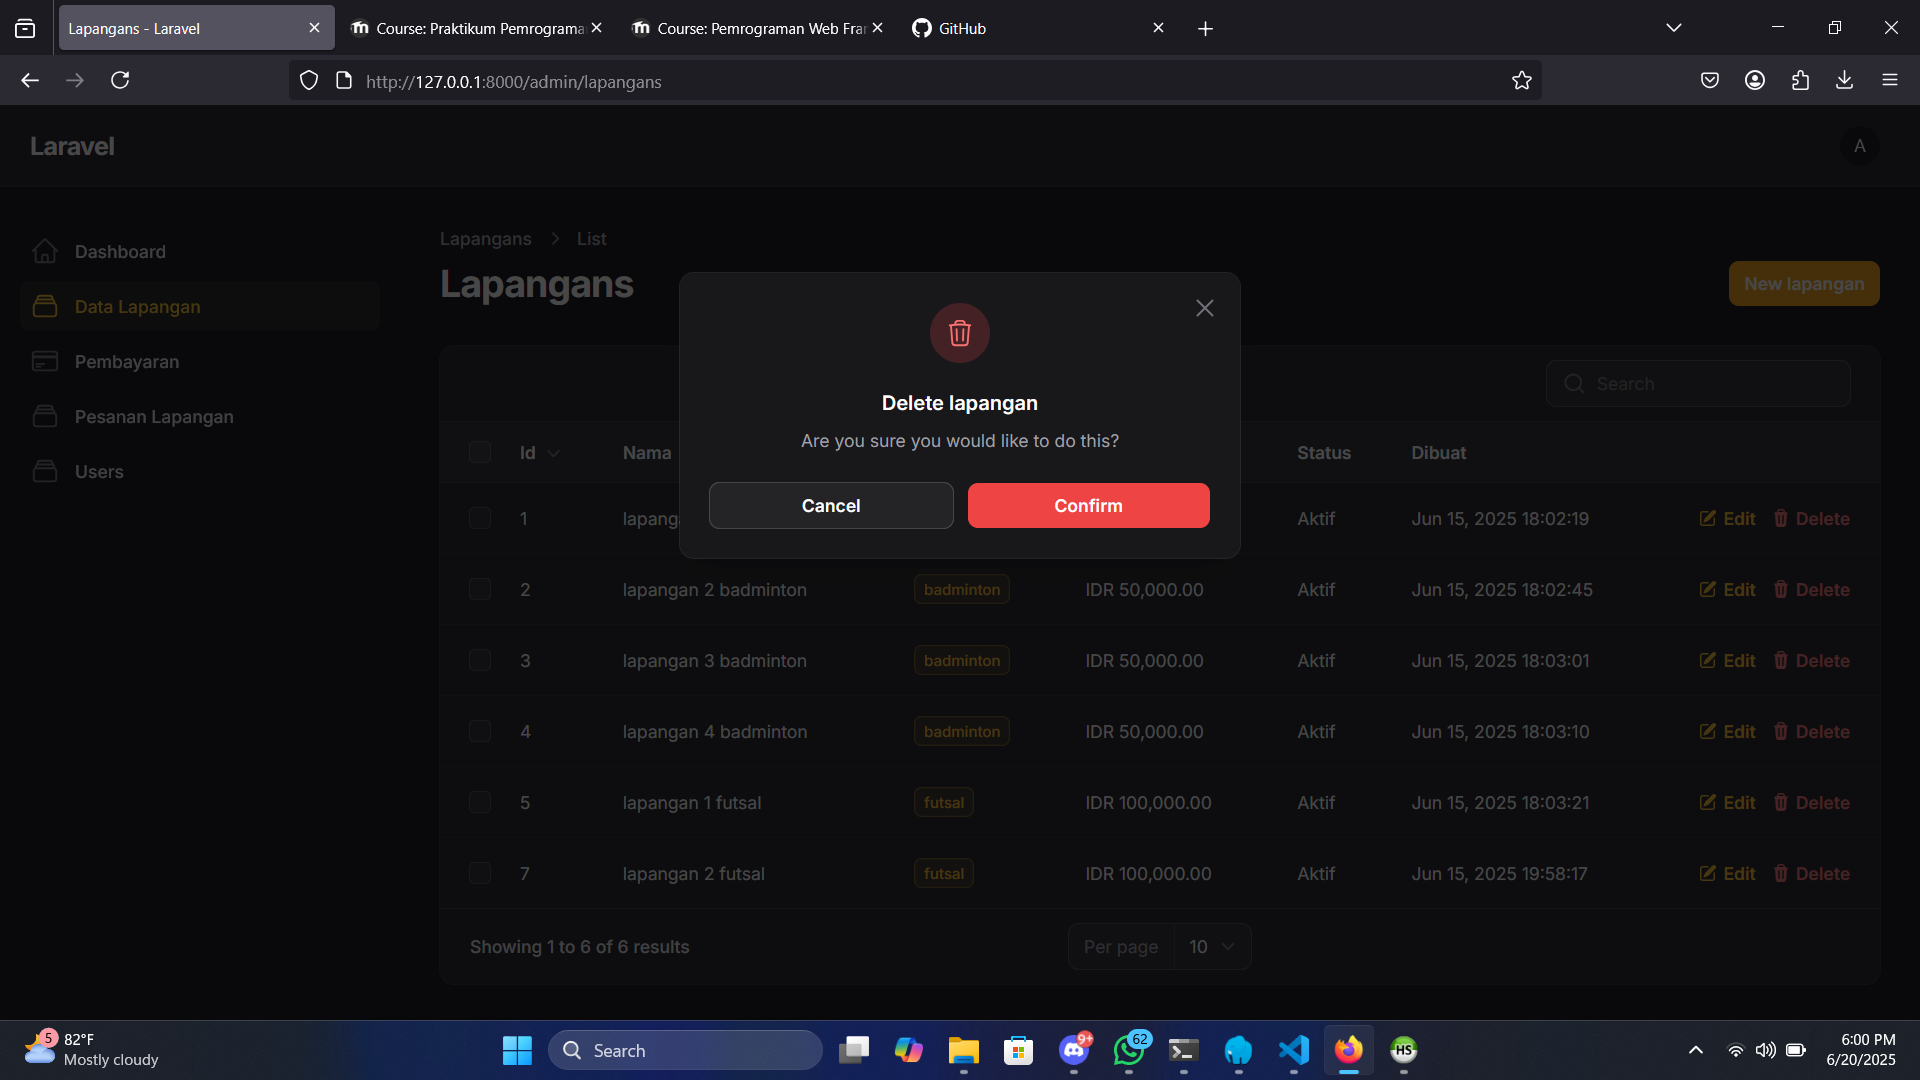 Lapangans - Laravel
Course: Praktikum Pemrograma
Course: Pemrograman Web Fra
GitHub
http://127.0.0.1:8000/admin/lapangans
Laravel
A
Dashboard
Data Lapangan
Pembayaran
Pesanan Lapangan
Users
Lapangans > List
Lapangans
New lapangan
Search
Delete lapangan
Are you sure you would like to do this?
Cancel
Confirm
Id Nama Status Dibuat
1 lapang Aktif Jun 15, 2025 18:02:19 Edit Delete
2 lapangan 2 badminton badminton IDR 50,000.00 Aktif Jun 15, 2025 18:02:45 Edit Delete
3 lapangan 3 badminton badminton IDR 50,000.00 Aktif Jun 15, 2025 18:03:01 Edit Delete
4 lapangan 4 badminton badminton IDR 50,000.00 Aktif Jun 15, 2025 18:03:10 Edit Delete
5 lapangan 1 futsal futsal IDR 100,000.00 Aktif Jun 15, 2025 18:03:21 Edit Delete
7 lapangan 2 futsal futsal IDR 100,000.00 Aktif Jun 15, 2025 19:58:17 Edit Delete
Showing 1 to 6 of 6 results
Per page 10
5
82°F
Mostly cloudy
Search
9+
62
HS
6:00 PM
6/20/2025